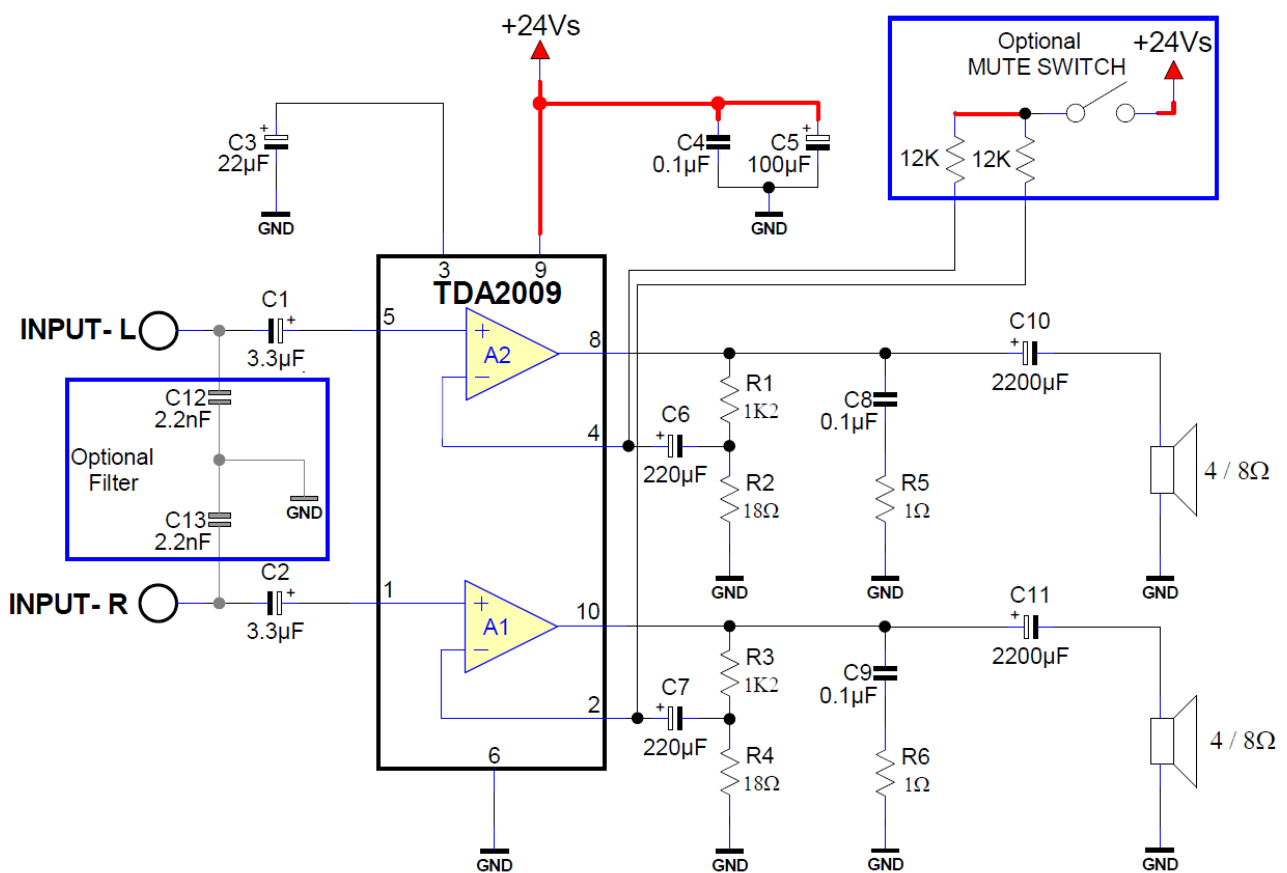 +24Vs
Optional
MUTE SWITCH
+24Vs
C3
22µF
+
C4
0.1µF
C5
100µF
+
12K
12K
GND
GND
3
9
TDA2009
INPUT- L
C1
+
3.3µF
5
+
A2
−
8
C10
+
2200µF
C12
2.2nF
Optional
Filter
GND
C13
2.2nF
R1
1K2
C6
+
220µF
4
C8
0.1µF
R2
18Ω
R5
1Ω
4 / 8Ω
GND
GND
GND
INPUT- R
C2
+
3.3µF
1
+
A1
−
10
C11
+
2200µF
R3
1K2
C7
+
220µF
2
C9
0.1µF
R4
18Ω
R6
1Ω
4 / 8Ω
6
GND
GND
GND
GND